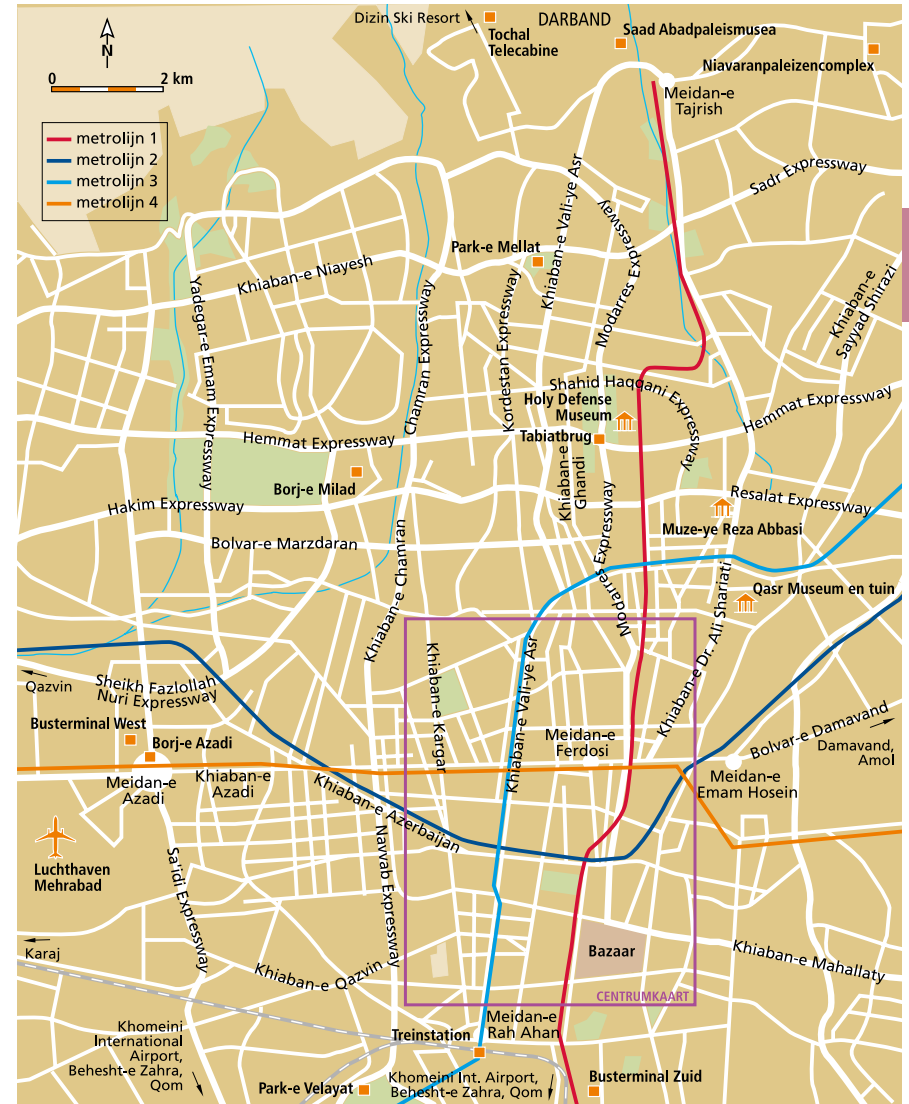 Dizin Ski Resort
DARBAND
Tochal
Telecabine
Saad Abadpaleismusea
Niavaranpaleizencomplex
N
0
2 km
Meidan-e
Tajrish
metrolijn 1
metrolijn 2
metrolijn 3
metrolijn 4
Sadr Expressway
Khiaban-e Vali-ye Asr
Modarres Expressway
Park-e Mellat
Khiaban-e Niayesh
Yadegar-e Emam Expressway
Chamran Expressway
Kordestan Expressway
Khiaban-e
Sayyad Shirazi
Shahid Haqqani Expressway
Holy Defense
Museum
Hemmat Expressway
Hemmat Expressway
Tabiatbrug
Khiaban-e
Ghandi
Borj-e Milad
Hakim Expressway
Resalat Expressway
Muze-ye Reza Abbasi
Bolvar-e Marzdaran
Khiaban-e Chamran
Modarres Expressway
Qasr Museum en tuin
Khiaban-e Dr. Ali Shariati
Khiaban-e Kargar
Khiaban-e Vali-ye Asr
Qazvin
Sheikh Fazlollah
Nuri Expressway
Busterminal West
Borj-e Azadi
Meidan-e
Ferdosi
Bolvar-e Damavand
Damavand,
Amol
Meidan-e
Azadi
Khiaban-e
Azadi
Meidan-e
Emam Hosein
Khiaban-e Azerbaijan
Navvab Expressway
Luchthaven
Mehrabad
Sa'idi Expressway
Karaj
Khiaban-e Qazvin
Bazaar
Khiaban-e Mahallaty
CENTRUMKAART
Meidan-e
Rah Ahan
Treinstation
Khomeini
International
Airport,
Behesht-e Zahra,
Qom
Park-e Velayat
Khomeini Int. Airport,
Behesht-e Zahra, Qom
Busterminal Zuid